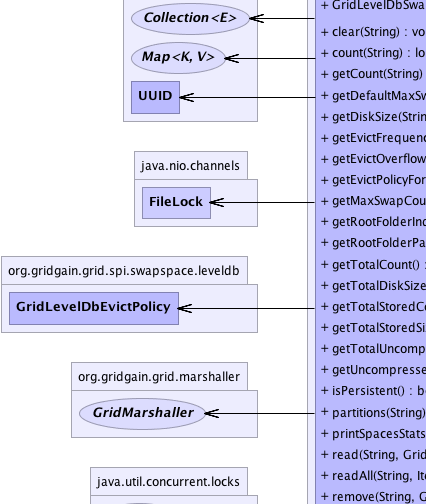 Collection<E>
Map<K, V>
UUID
java.nio.channels
FileLock
org.gridgain.grid.spi.swapspace.leveldb
GridLevelDbEvictPolicy
org.gridgain.grid.marshaller
GridMarshaller
java.util.concurrent.locks
+ GridLevelDbSwa
+ clear(String) : vo
+ count(String) : lo
+ getCount(String)
+ getDefaultMaxSw
+ getDiskSize(Strin
+ getEvictFrequenc
+ getEvictOverflow
+ getEvictPolicyFor
+ getMaxSwapCou
+ getRootFolderInd
+ getRootFolderPa
+ getTotalCount() :
+ getTotalDiskSize
+ getTotalStoredCo
+ getTotalStoredSi
+ getTotalUncomp
+ getUncompresse
+ isPersistent() : b
+ partitions(String)
+ printSpacesStats
+ read(String, Grid
+ readAll(String, Ite
+ remove(String, G